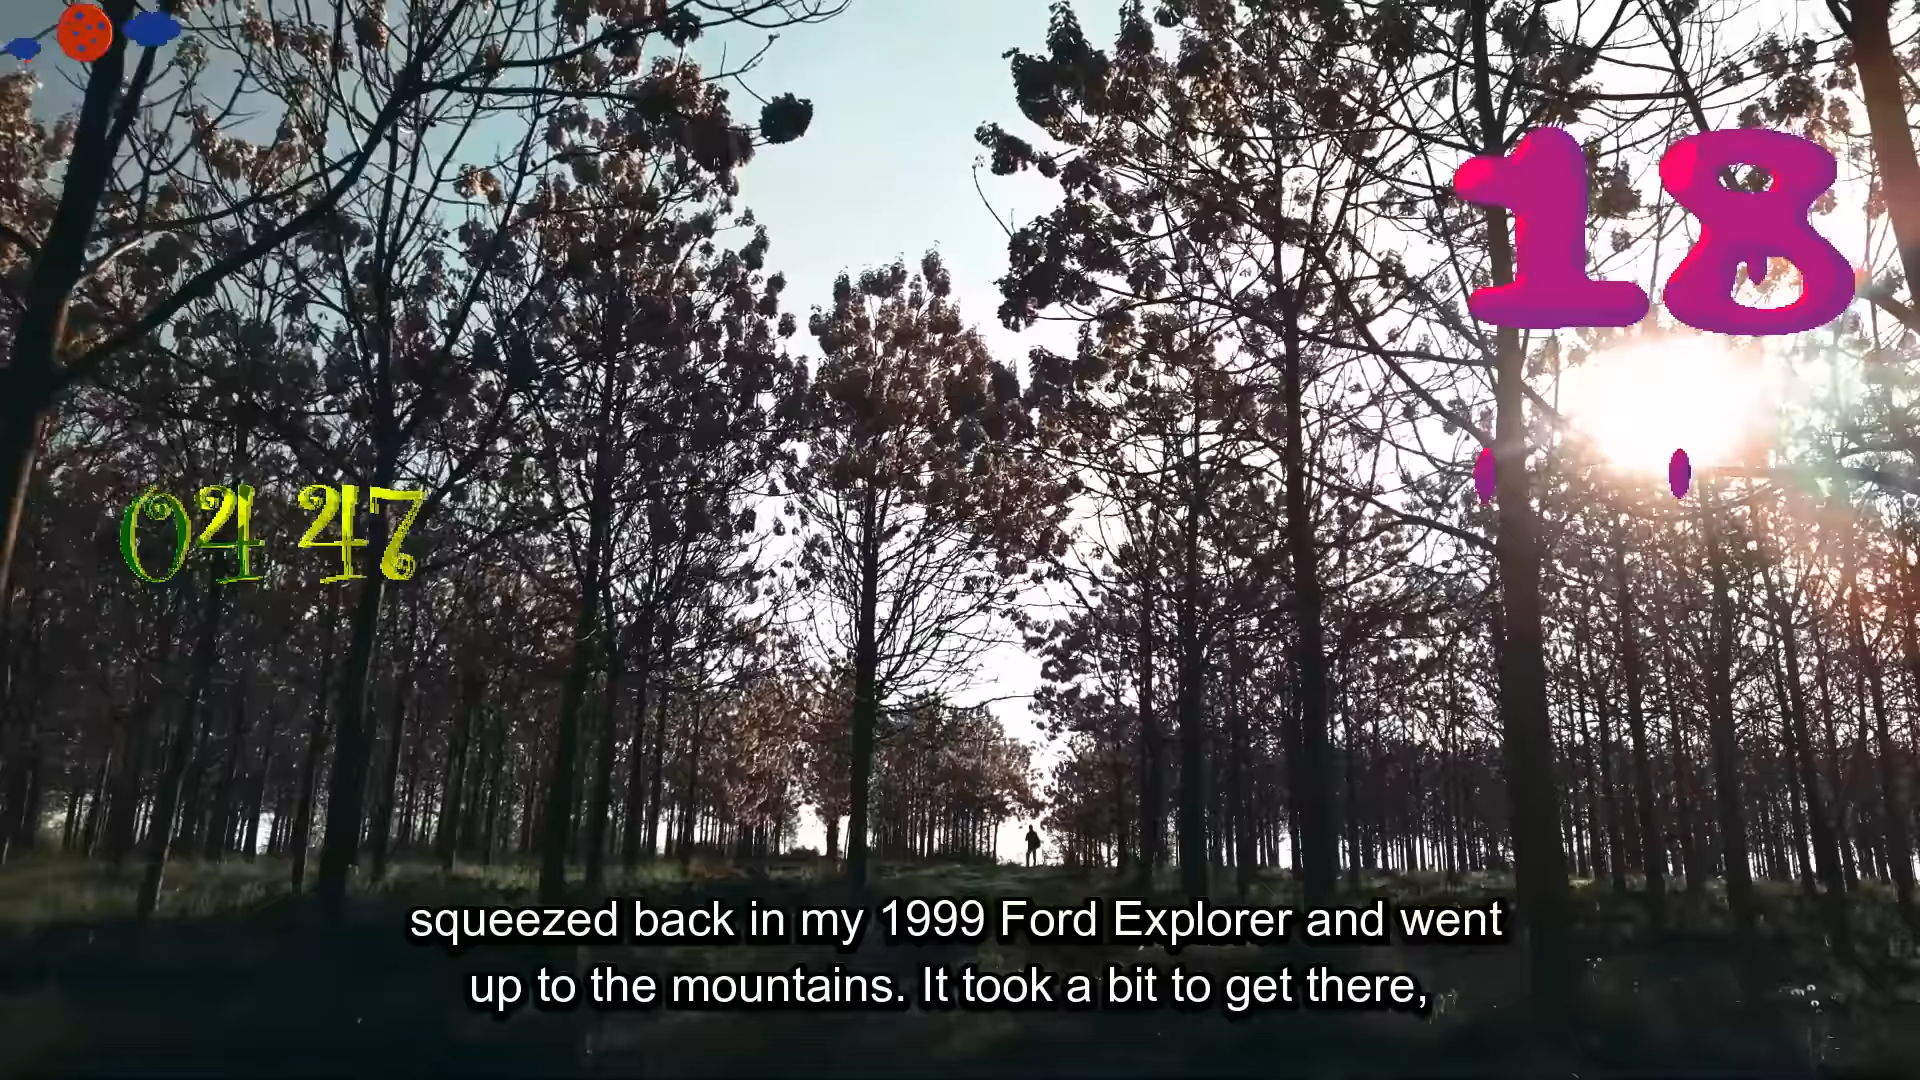 18
04 47
squeezed back in my 1999 Ford Explorer and went
up to the mountains. It took a bit to get there,